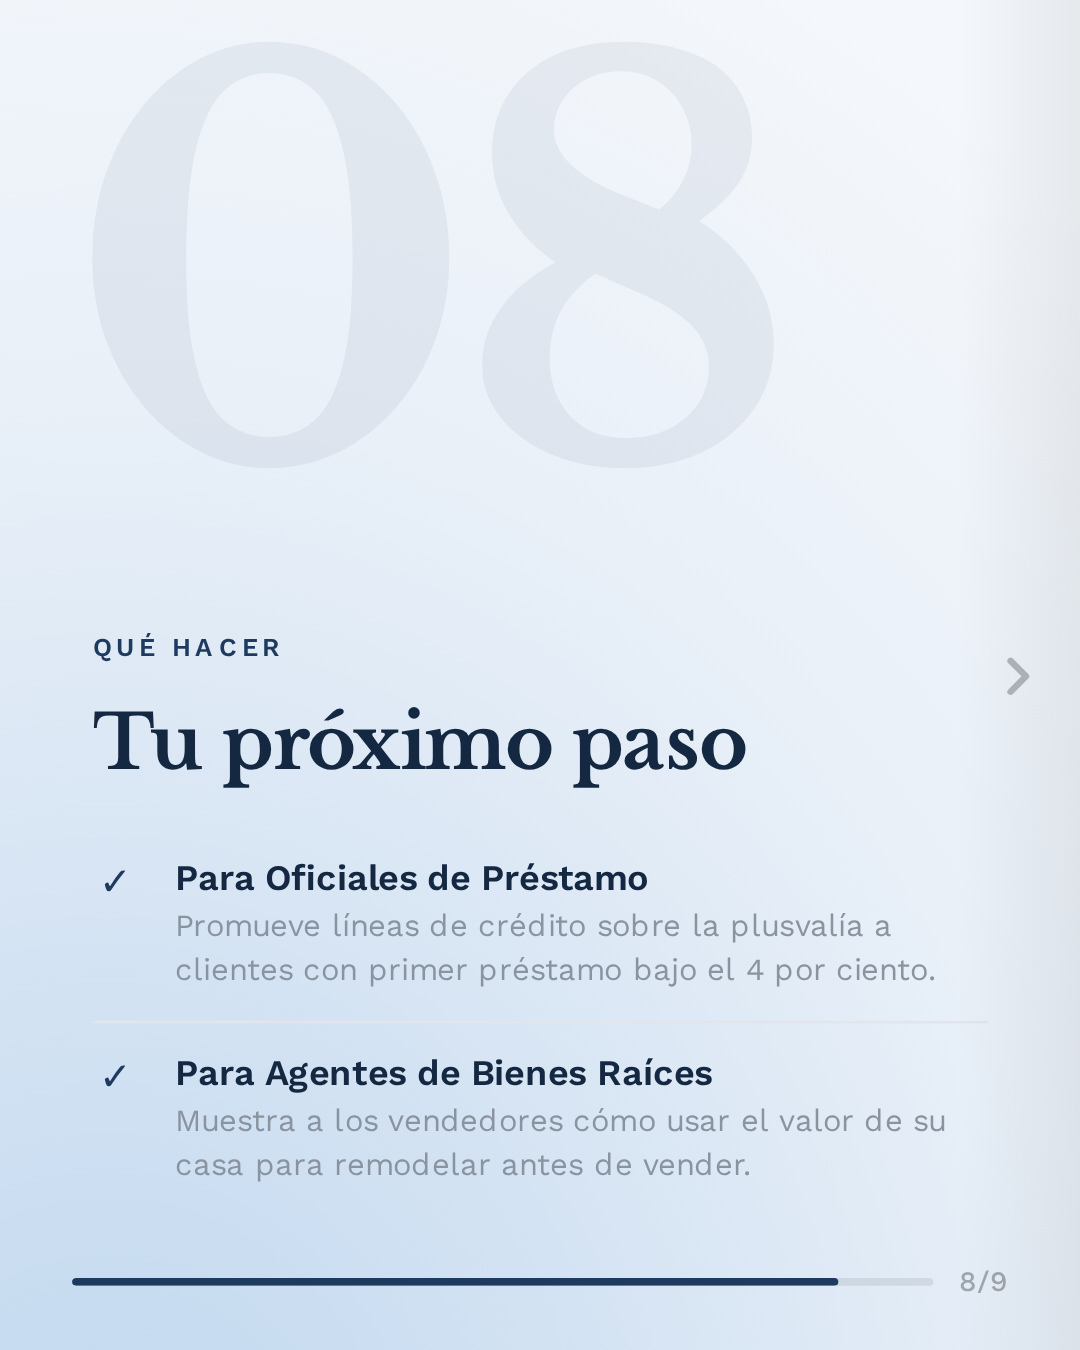 08
QUÉ HACER
Tu próximo paso
✓ Para Oficiales de Préstamo
Promueve líneas de crédito sobre la plusvalía a
clientes con primer préstamo bajo el 4 por ciento.
✓ Para Agentes de Bienes Raíces
Muestra a los vendedores cómo usar el valor de su
casa para remodelar antes de vender.
8/9